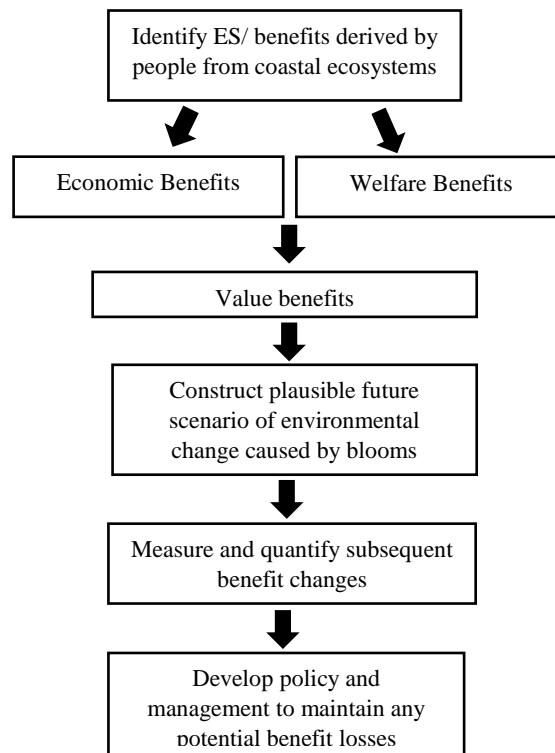 Identify ES/ benefits derived by
people from coastal ecosystems
Economic Benefits
Welfare Benefits
Value benefits
Construct plausible future
scenario of environmental
change caused by blooms
Measure and quantify subsequent
benefit changes
Develop policy and
management to maintain any
potential benefit losses